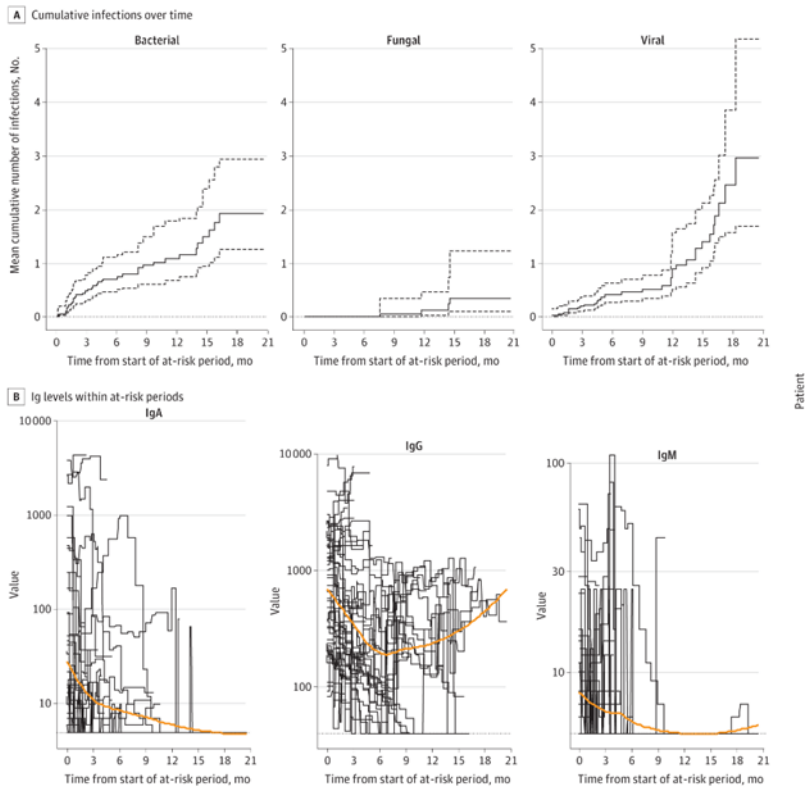 A Cumulative infections over time
Bacterial
Fungal
Viral
Mean cumulative number of infections, No.
5
4
3
2
1
0
0 3 6 9 12 15 18 21
Time from start of at-risk period, mo
5
4
3
2
1
0
0 3 6 9 12 15 18 21
Time from start of at-risk period, mo
5
4
3
2
1
0
0 3 6 9 12 15 18 21
Time from start of at-risk period, mo
Patient
B Ig levels within at-risk periods
IgA
Value
10 000
1000
100
10
0 3 6 9 12 15 18 21
Time from start of at-risk period, mo
IgG
Value
10 000
1000
100
0 3 6 9 12 15 18 21
Time from start of at-risk period, mo
IgM
Value
100
30
10
0 3 6 9 12 15 18 21
Time from start of at-risk period, mo